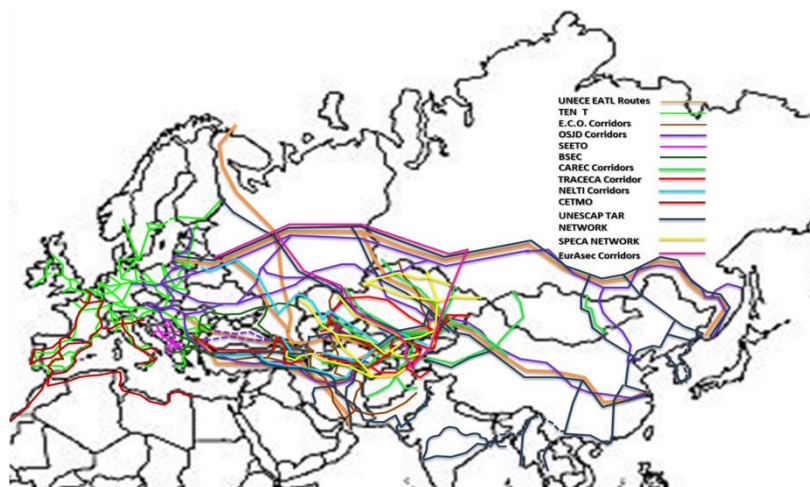 UNECE EATL Routes
TEN T
E.C.O. Corridors
OSJD Corridors
SEETO
BSEC
CAREC Corridors
TRACECA Corridor
NELTI Corridors
CETMO
UNESCAP TAR
NETWORK
SPECA NETWORK
EurAsec Corridors